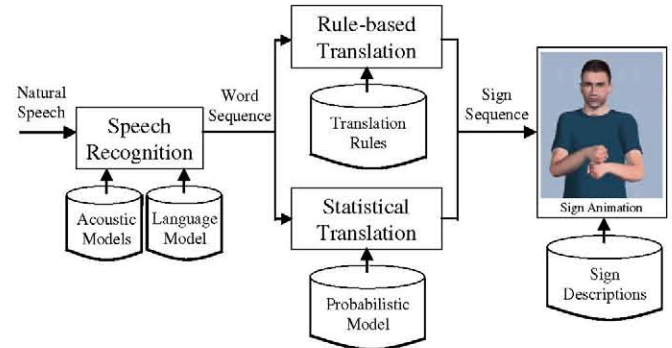 Natural
Speech
Speech
Recognition
Acoustic
Models
Language
Model
Word
Sequence
Rule-based
Translation
Translation
Rules
Statistical
Translation
Probabilistic
Model
Sign
Sequence
Sign Animation
Sign
Descriptions